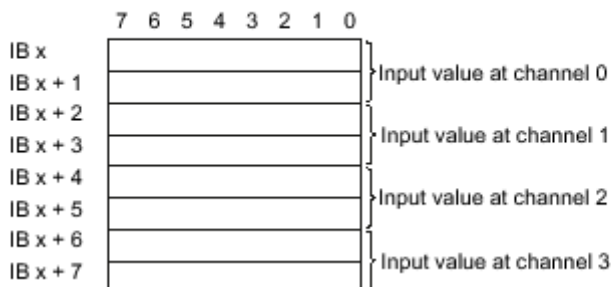 7 6 5 4 3 2 1 0
IB x
IB x + 1
Input value at channel 0
IB x + 2
IB x + 3
Input value at channel 1
IB x + 4
IB x + 5
Input value at channel 2
IB x + 6
IB x + 7
Input value at channel 3